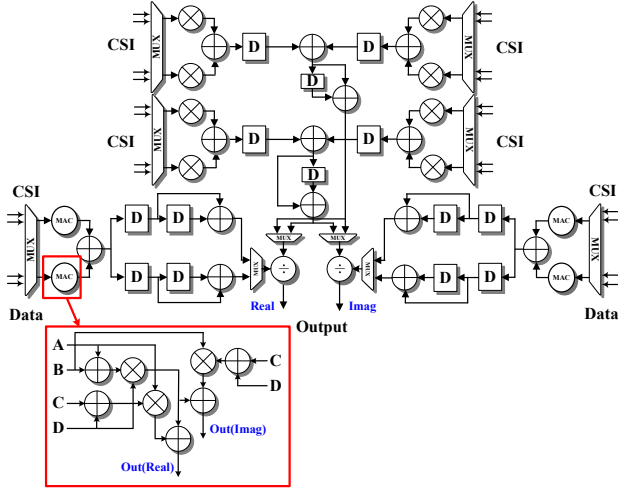 MUX
CSI
D
D
MUX
CSI
D
MUX
CSI
D
D
MUX
CSI
D
CSI
MUX
MAC
MAC
Data
D
D
D
D
MUX
MUX
MUX
MUX
÷
÷
Real
Imag
Output
D
D
D
D
MAC
MAC
MUX
CSI
Data
A
B
C
D
C
D
Out(Imag)
Out(Real)